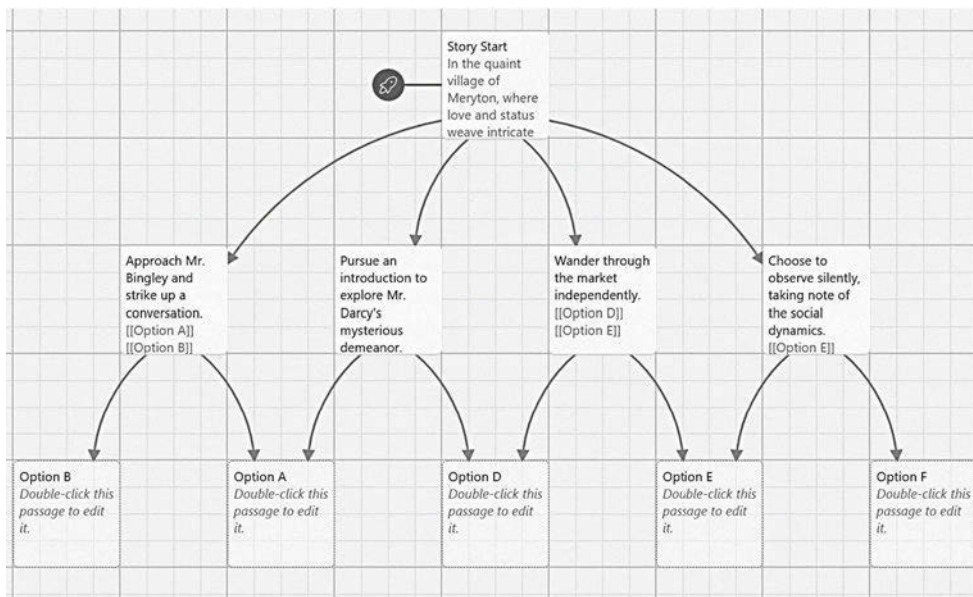 Story Start
In the quaint
village of
Meryton, where
love and status
weave intricate
Approach Mr.
Bingley and
strike up a
conversation.
[[Option A]]
[[Option B]]
Pursue an
introduction to
explore Mr.
Darcy's
mysterious
demeanor.
Wander through
the market
independently.
[[Option D]]
[[Option E]]
Choose to
observe silently,
taking note of
the social
dynamics.
[[Option E]]
Option B
Double-click this
passage to edit
it.
Option A
Double-click this
passage to edit
it.
Option D
Double-click this
passage to edit
it.
Option E
Double-click this
passage to edit
it.
Option F
Double-click this
passage to edit
it.